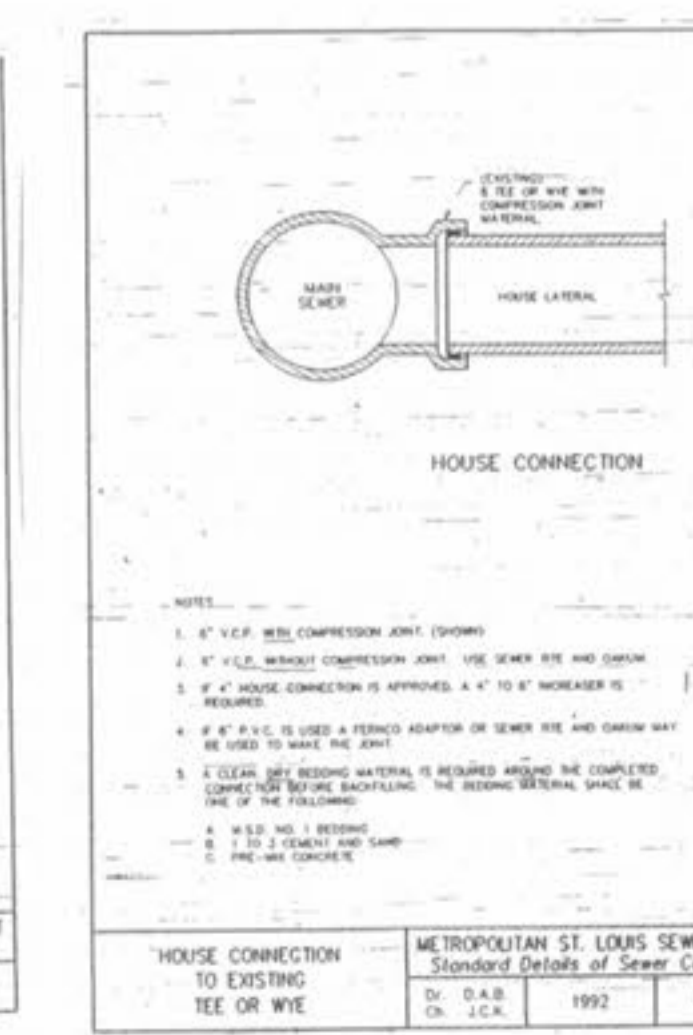 (EXISTING)
6 TEE OR WYE WITH
COMPRESSION JOINT
MATERIAL
MAIN
SEWER
HOUSE LATERAL
HOUSE CONNECTION
NOTES
1. 6" V.C.P. WITH COMPRESSION JOINT. (SHOWN)
2. 6" V.C.P. WITHOUT COMPRESSION JOINT. USE SEWER RTE AND OAKUM
3. IF 4" HOUSE CONNECTION IS APPROVED, A 4" TO 6" INCREASER IS
REQUIRED.
4. IF 6" P.V.C. IS USED A FERNCO ADAPTOR OR SEWER RTE AND OAKUM MAY
BE USED TO MAKE THE JOINT
5. A CLEAN, DRY BEDDING MATERIAL IS REQUIRED AROUND THE COMPLETED
CONNECTION BEFORE BACKFILLING. THE BEDDING MATERIAL SHALL BE
ONE OF THE FOLLOWING:
A. M.S.D. NO. 1 BEDDING
B. 1 TO 3 CEMENT AND SAND
C. PRE-MIX CONCRETE
HOUSE CONNECTION
TO EXISTING
TEE OR WYE
METROPOLITAN ST. LOUIS SEW
Standard Details of Sewer C
Dr. D.A.B.
Ch. J.C.K.
1992